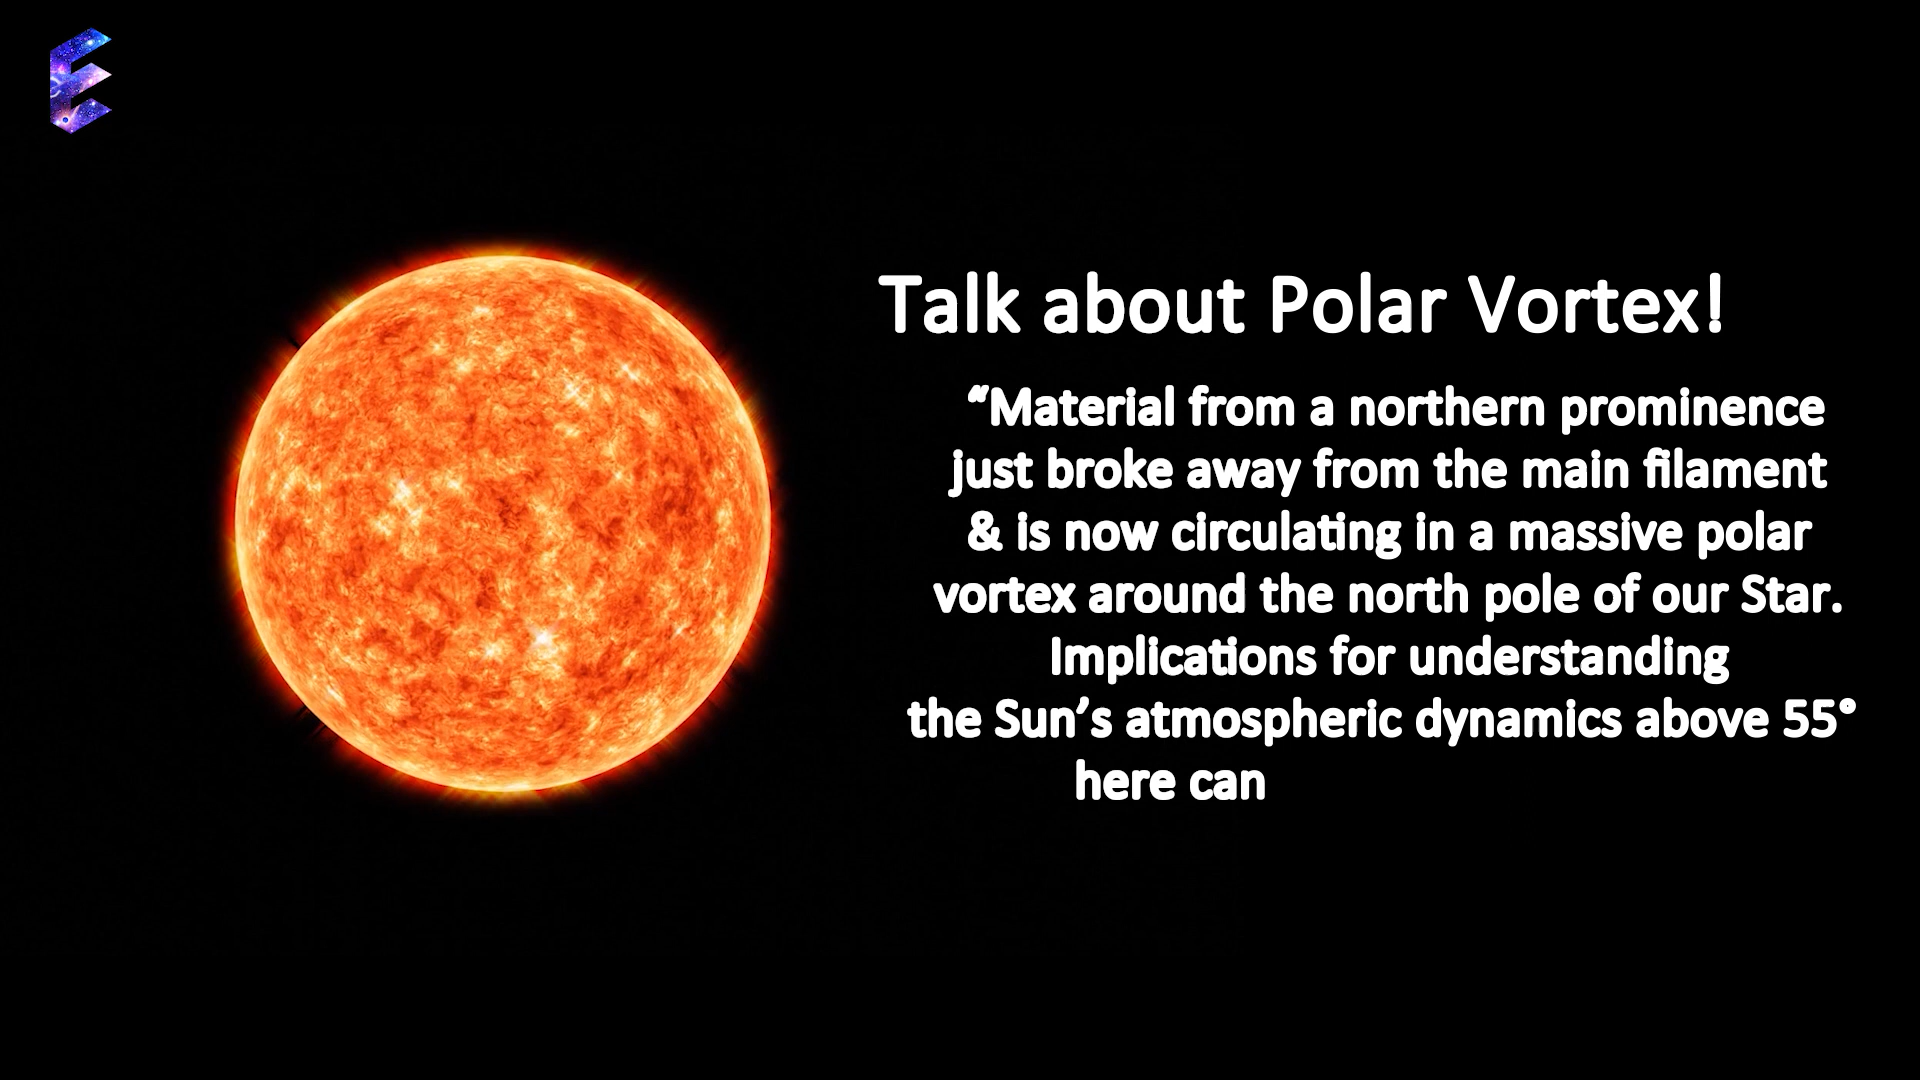 E
Talk about Polar Vortex!
“Material from a northern prominence
just broke away from the main filament
& is now circulating in a massive polar
vortex around the north pole of our Star.
Implications for understanding
the Sun’s atmospheric dynamics above 55°
here can